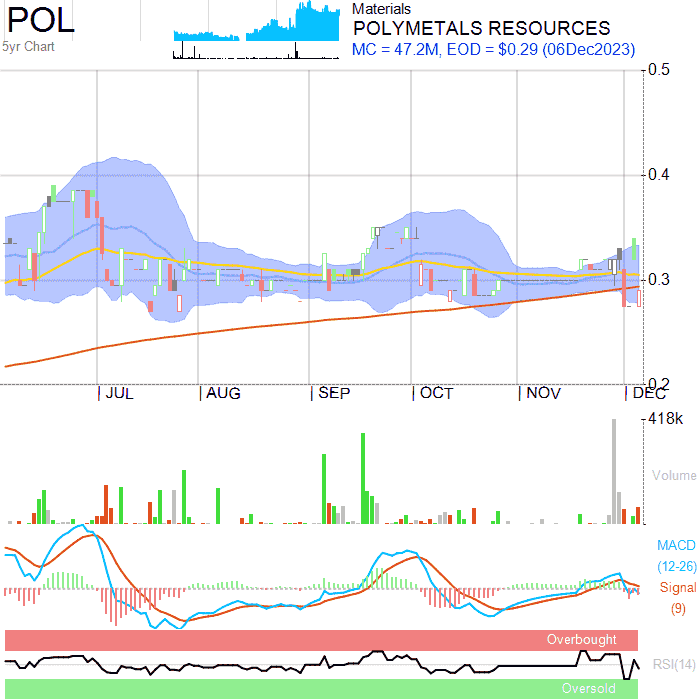 POL
5yr Chart
Materials
POLYMETALS RESOURCES
MC = 47.2M, EOD = $0.29 (06Dec2023)
0.5
0.4
0.3
0.2
JUL AUG SEP OCT NOV DEC
418k
Volume
MACD
(12-26)
Signal
(9)
Overbought
RSI(14)
Oversold